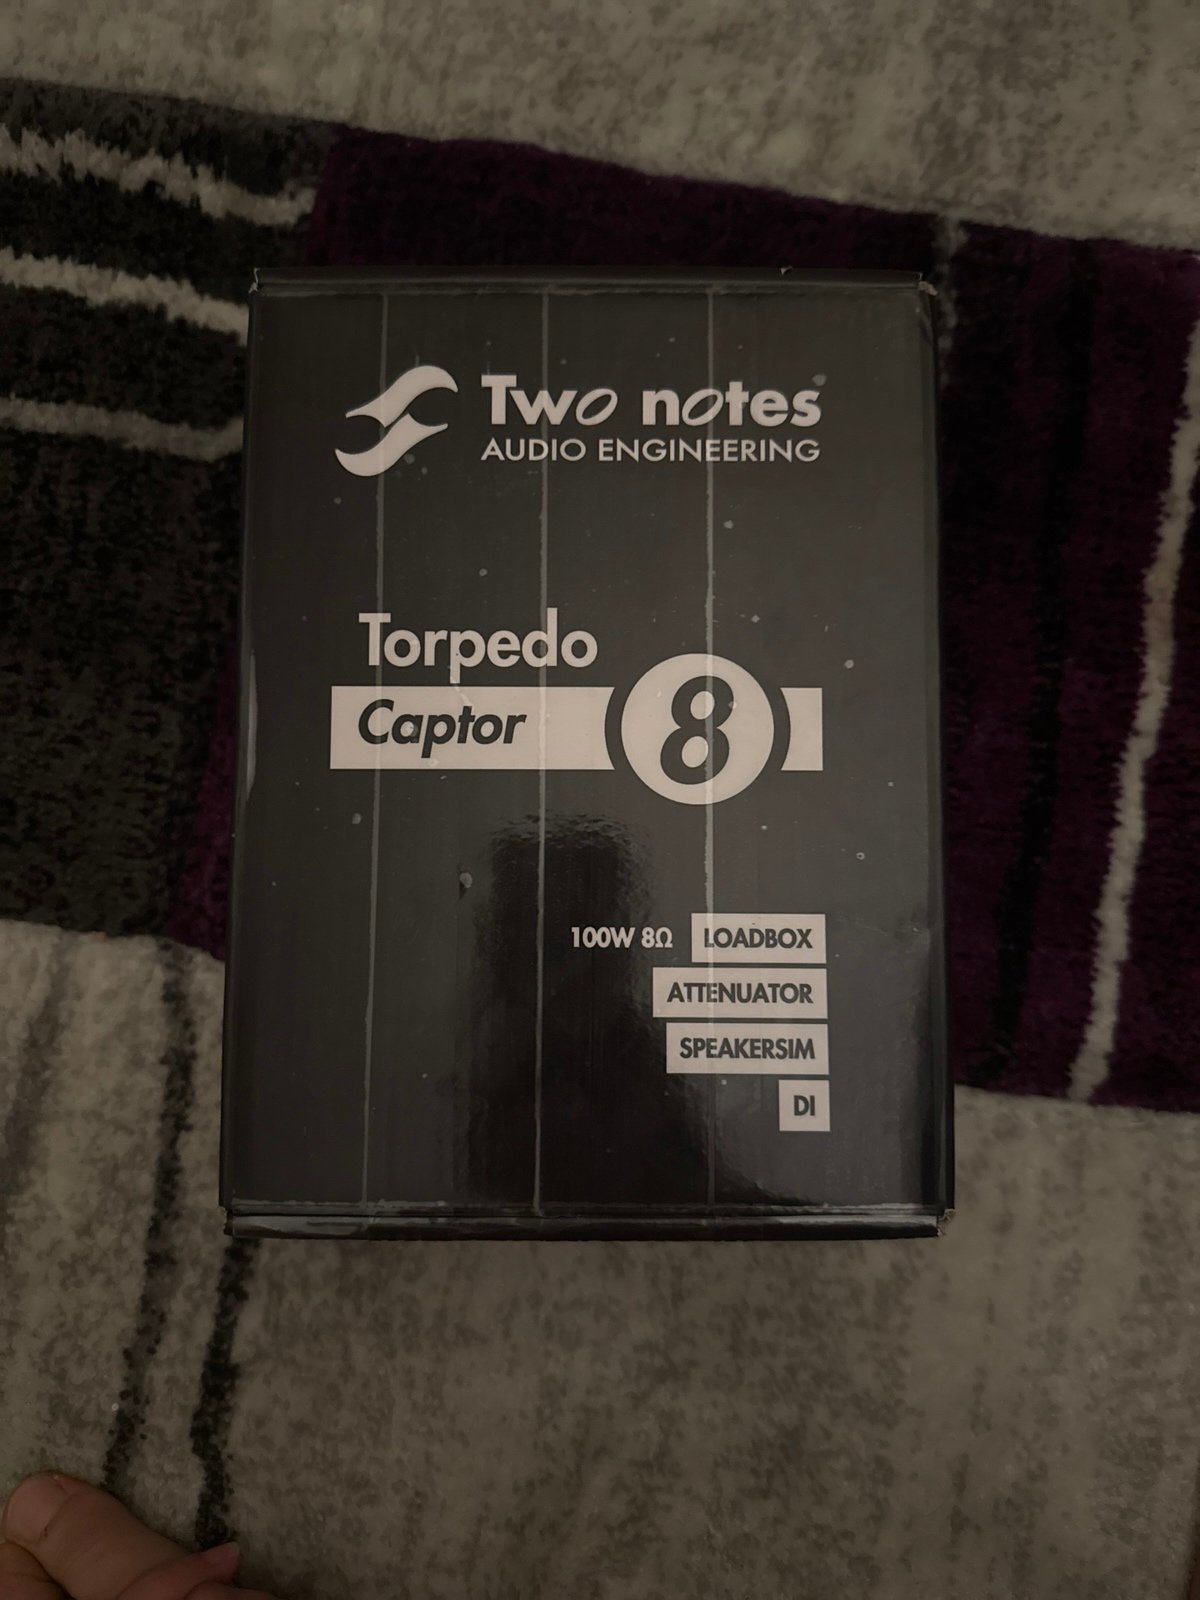 Two notes
AUDIO ENGINEERING
Torpedo
Captor 8
100W 8Ω LOADBOX
ATTENUATOR
SPEAKERSIM
DI